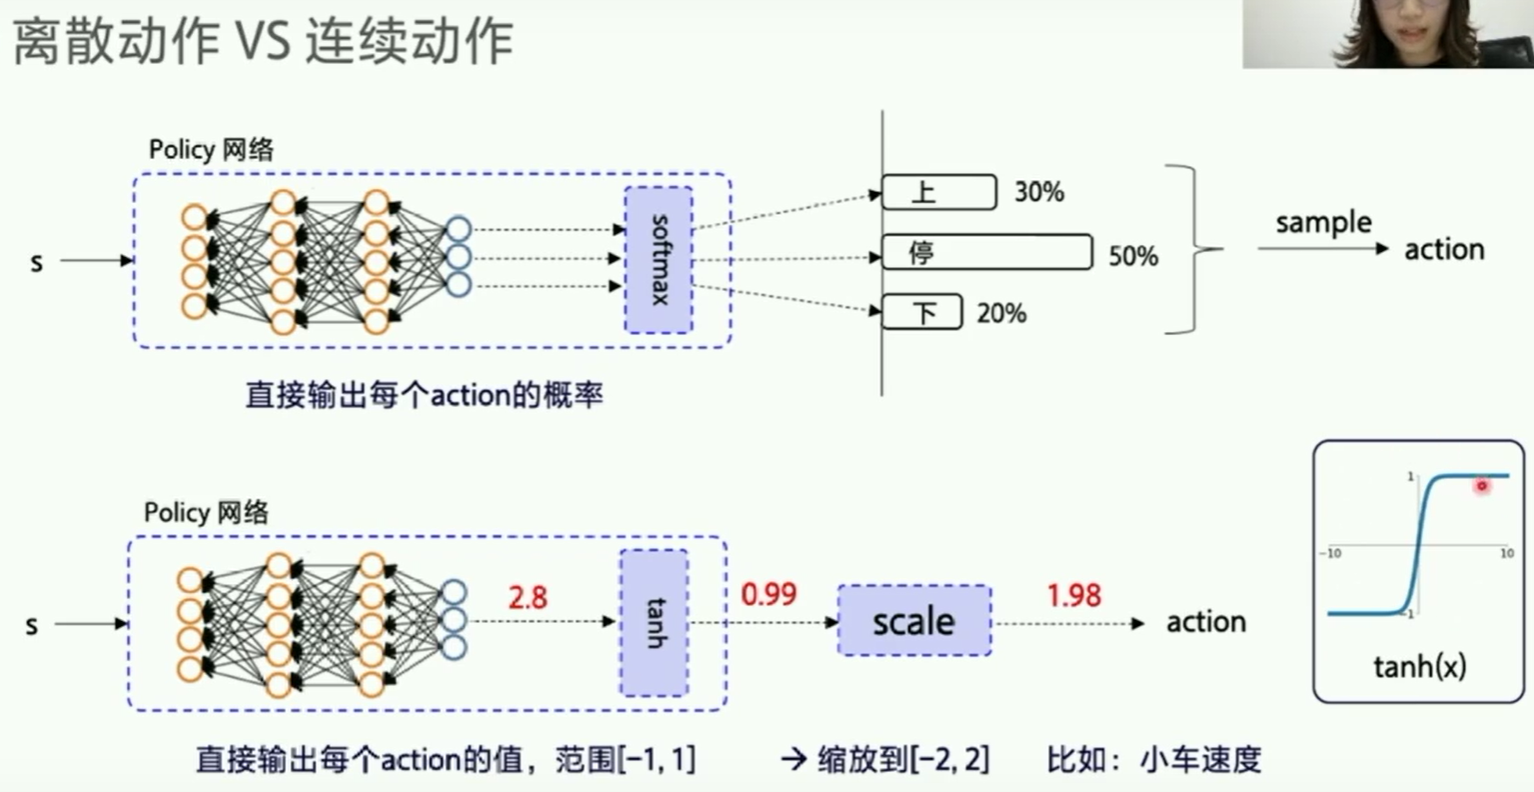 离散动作 VS 连续动作
Policy 网络
s
softmax
上 30%
停 50%
下 20%
sample
action
直接输出每个action的概率
Policy 网络
s
2.8
tanh
0.99
scale
1.98
action
1
-10
10
-1
tanh(x)
直接输出每个action的值，范围[-1, 1] → 缩放到[-2, 2] 比如：小车速度